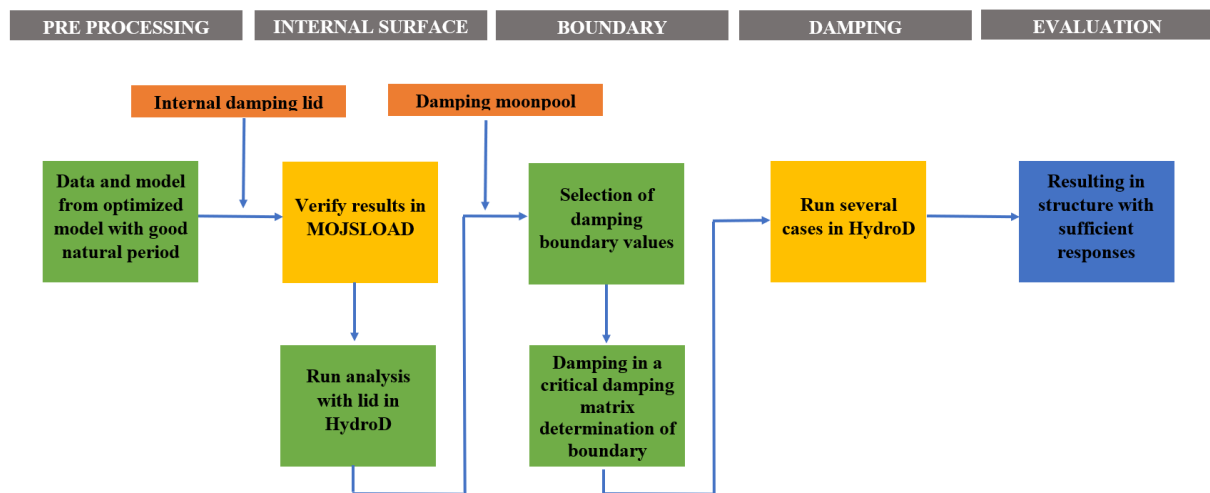 PRE PROCESSING
INTERNAL SURFACE
BOUNDARY
DAMPING
EVALUATION
Internal damping lid
Damping moonpool
Data and model
from optimized
model with good
natural period
Verify results in
MOJSLOAD
Selection of
damping
boundary values
Run several
cases in HydroD
Resulting in
structure with
sufficient
responses
Run analysis
with lid in
HydroD
Damping in a
critical damping
matrix
determination of
boundary